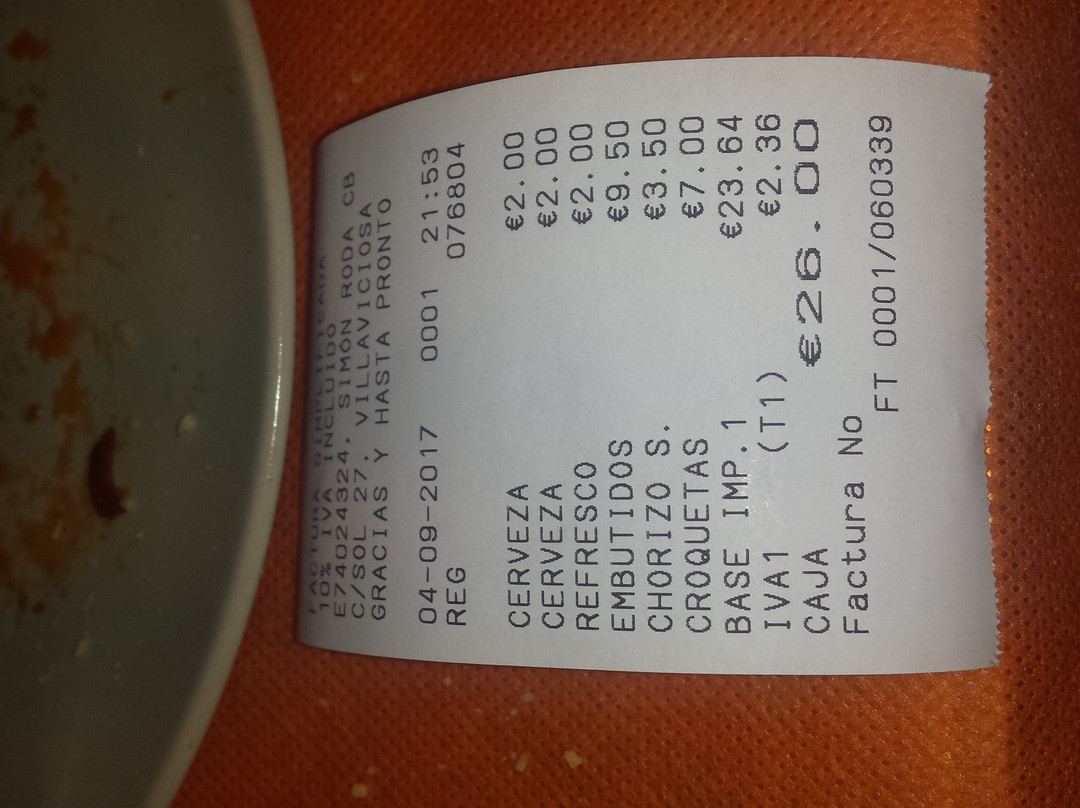 FACTURA SIMPLIFICADA
10% IVA INCLUIDO
E74024324. SIMON RODA CB
C/SOL 27. VILLAVICIOSA
GRACIAS Y HASTA PRONTO
04-09-2017 0001 21:53
REG 076804
CERVEZA €2.00
CERVEZA €2.00
REFRESCO €2.00
EMBUTIDOS €9.50
CHORIZO S. €3.50
CROQUETAS €7.00
BASE IMP.1 €23.64
IVA1 (T1) €2.36
CAJA €26.00
Factura No
FT 0001/060339